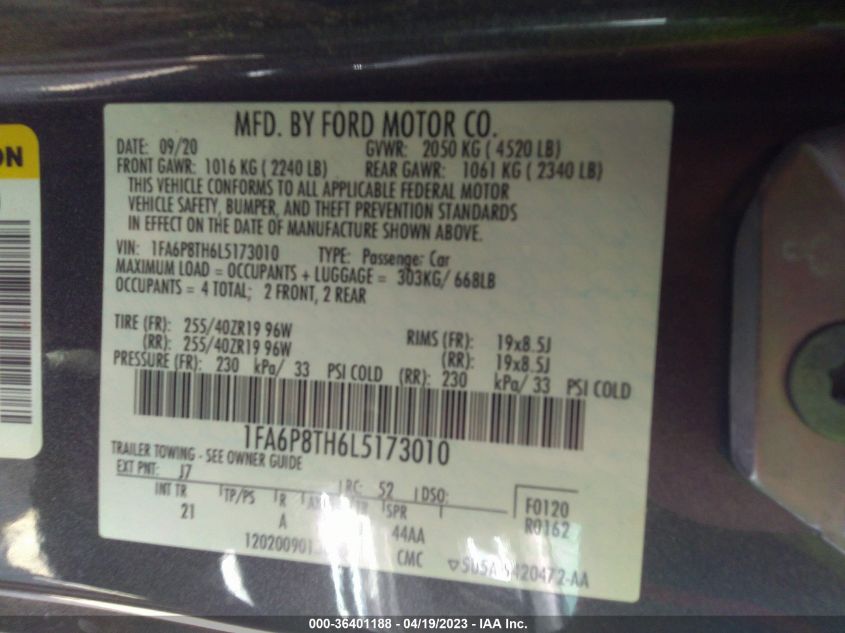 ON
MFD. BY FORD MOTOR CO.
DATE: 09/20 GVWR: 2050 KG ( 4520 LB)
FRONT GAWR: 1016 KG ( 2240 LB) REAR GAWR: 1061 KG ( 2340 LB)
THIS VEHICLE CONFORMS TO ALL APPLICABLE FEDERAL MOTOR
VEHICLE SAFETY, BUMPER, AND THEFT PREVENTION STANDARDS
IN EFFECT ON THE DATE OF MANUFACTURE SHOWN ABOVE.
VIN: 1FA6P8TH6L5173010 TYPE: Passenger Car
MAXIMUM LOAD = OCCUPANTS + LUGGAGE = 303KG/ 668LB
OCCUPANTS = 4 TOTAL; 2 FRONT, 2 REAR
TIRE (FR): 255/40ZR19 96W RIMS (FR): 19x8.5J
(RR): 255/40ZR19 96W (RR): 19x8.5J
PRESSURE (FR): 230 kPa/ 33 PSI COLD (RR): 230 kPa/ 33 PSI COLD
1FA6P8TH6L5173010
TRAILER TOWING - SEE OWNER GUIDE
EXT PNT: J7 RC: 52 DSO: F0120
INT TR TP/PS R SPR R0162
21 A 44AA
120200901 CMC
000-36401188 - 04/19/2023 - IAA Inc.